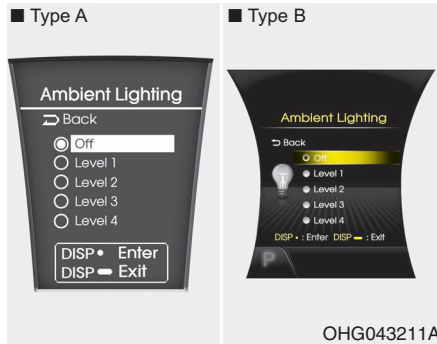 ■ Type A
Ambient Lighting
Back
Off
Level 1
Level 2
Level 3
Level 4
DISP • Enter
DISP ━ Exit
■ Type B
Ambient Lighting
Back
Off
Level 1
Level 2
Level 3
Level 4
DISP • : Enter DISP ━ : Exit
P
OHG043211A